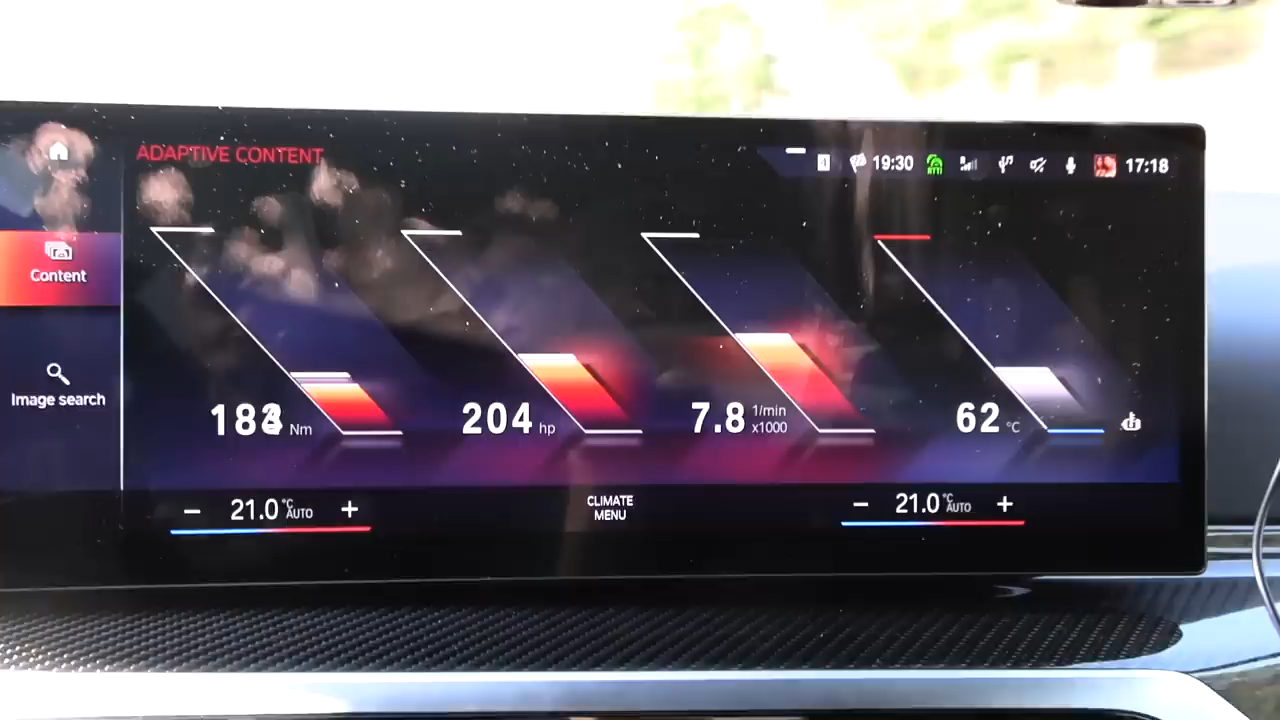 ADAPTIVE CONTENT
19:30
17:18
Content
Image search
Nm
204 hp
7.8 1/min
x1000
62 °C
− 21.0 °C AUTO +
CLIMATE
MENU
− 21.0 °C AUTO +